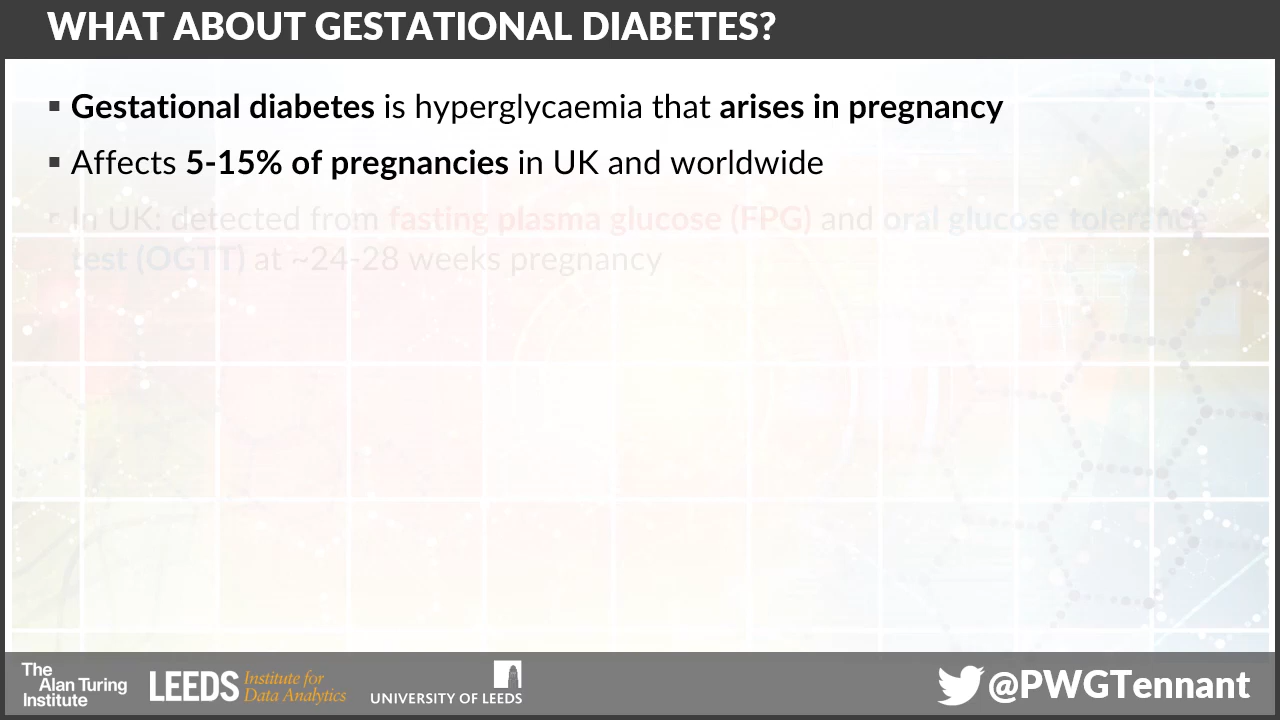 WHAT ABOUT GESTATIONAL DIABETES?
▪ Gestational diabetes is hyperglycaemia that arises in pregnancy
▪ Affects 5-15% of pregnancies in UK and worldwide
▪ In UK: detected from fasting plasma glucose (FPG) and oral glucose tolerance
test (OGTT) at ~24-28 weeks pregnancy
The
Alan Turing
Institute
LEEDS Institute for
Data Analytics
UNIVERSITY OF LEEDS
@PWGTennant